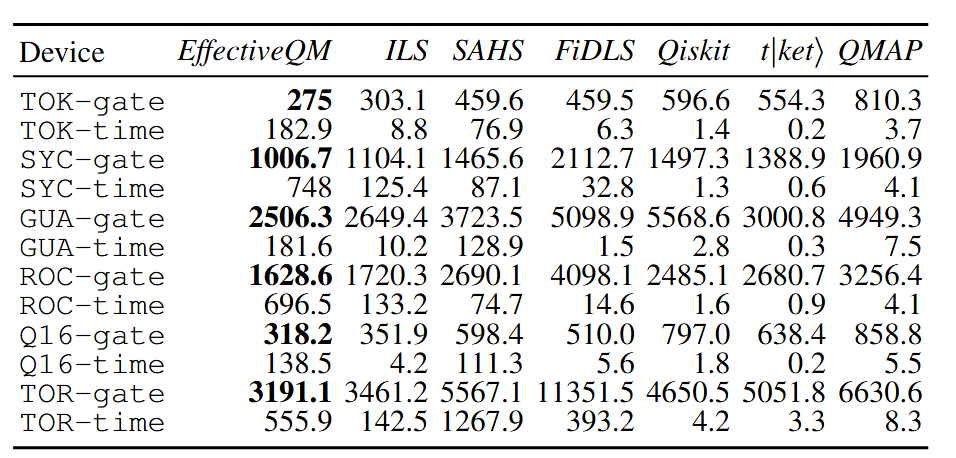 Device EffectiveQM ILS SAHS FiDLS Qiskit t|ket⟩ QMAP
TOK-gate 275 303.1 459.6 459.5 596.6 554.3 810.3
TOK-time 182.9 8.8 76.9 6.3 1.4 0.2 3.7
SYC-gate 1006.7 1104.1 1465.6 2112.7 1497.3 1388.9 1960.9
SYC-time 748 125.4 87.1 32.8 1.3 0.6 4.1
GUA-gate 2506.3 2649.4 3723.5 5098.9 5568.6 3000.8 4949.3
GUA-time 181.6 10.2 128.9 1.5 2.8 0.3 7.5
ROC-gate 1628.6 1720.3 2690.1 4098.1 2485.1 2680.7 3256.4
ROC-time 696.5 133.2 74.7 14.6 1.6 0.9 4.1
Q16-gate 318.2 351.9 598.4 510.0 797.0 638.4 858.8
Q16-time 138.5 4.2 111.3 5.6 1.8 0.2 5.5
TOR-gate 3191.1 3461.2 5567.1 11351.5 4650.5 5051.8 6630.6
TOR-time 555.9 142.5 1267.9 393.2 4.2 3.3 8.3